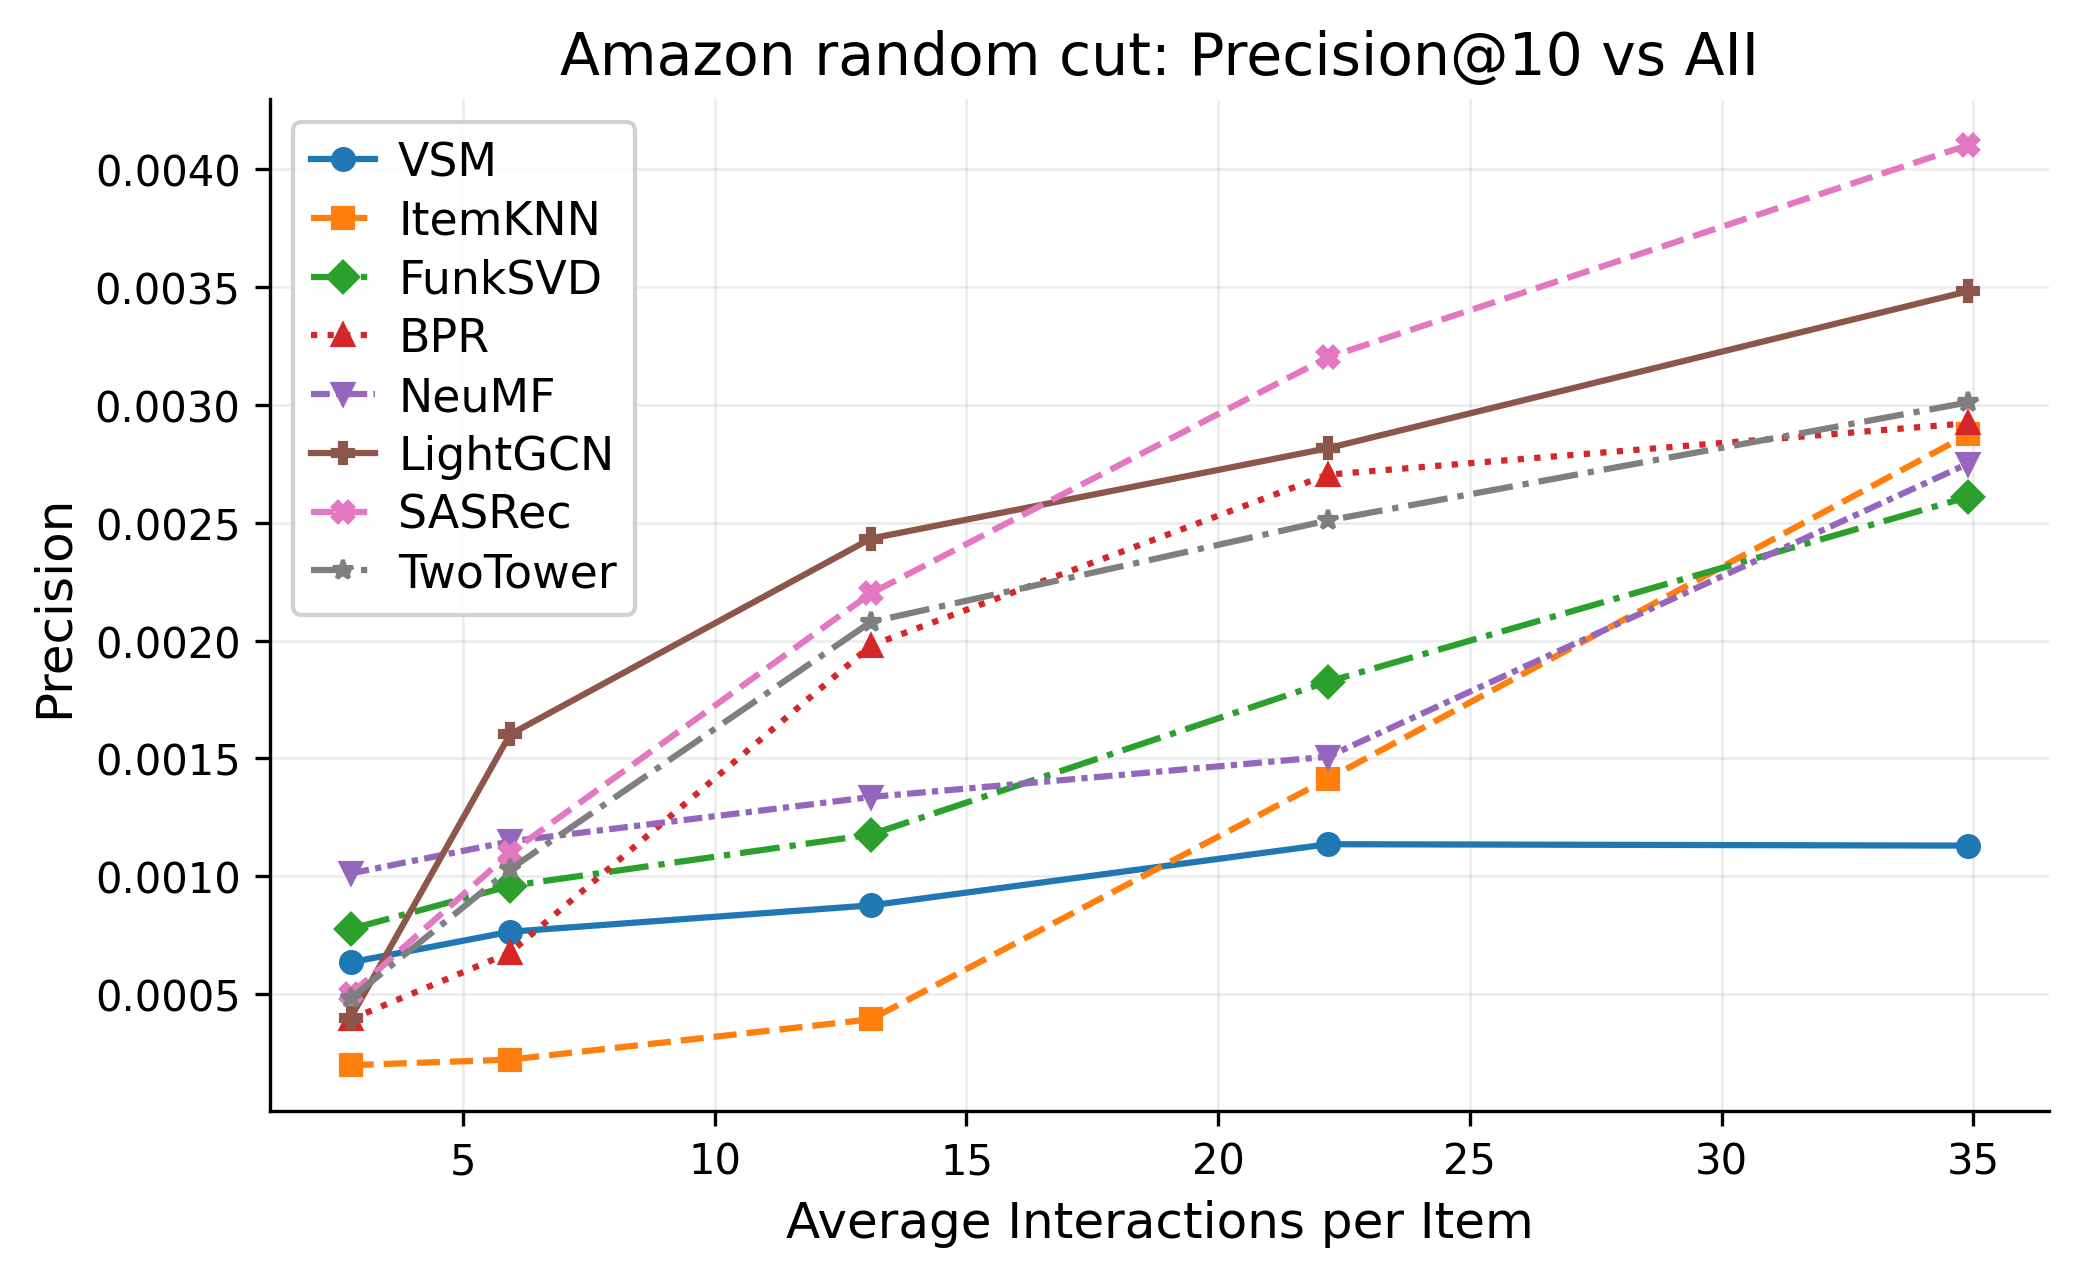 Amazon random cut: Precision@10 vs AII
VSM
ItemKNN
FunkSVD
BPR
NeuMF
LightGCN
SASRec
TwoTower
Precision
0.0040
0.0035
0.0030
0.0025
0.0020
0.0015
0.0010
0.0005
5 10 15 20 25 30 35
Average Interactions per Item